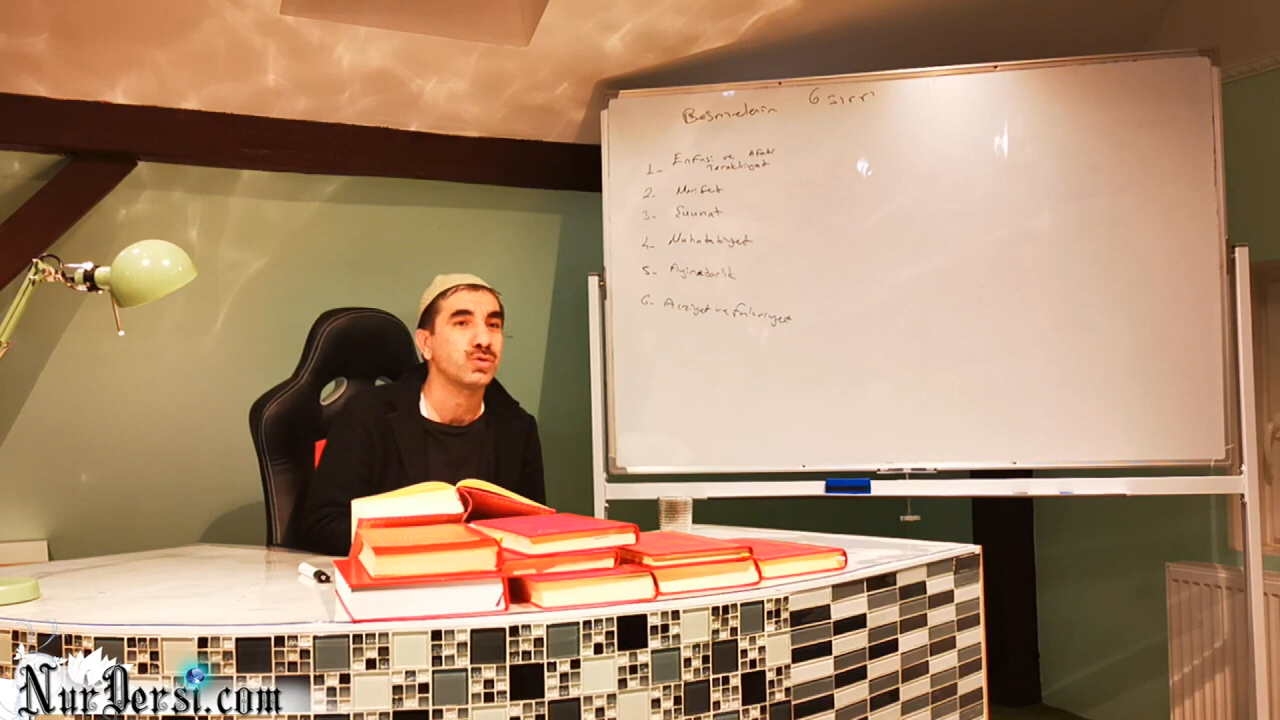 Besmelenin 6 sırrı
1- Enfüsi ve Afaki
Terakkiyat
2- Marifet
3- Şuunat
4- Muhatabiyet
5- Ayinedarlık
6- Acziyet ve fakriyet
NurDersi.com